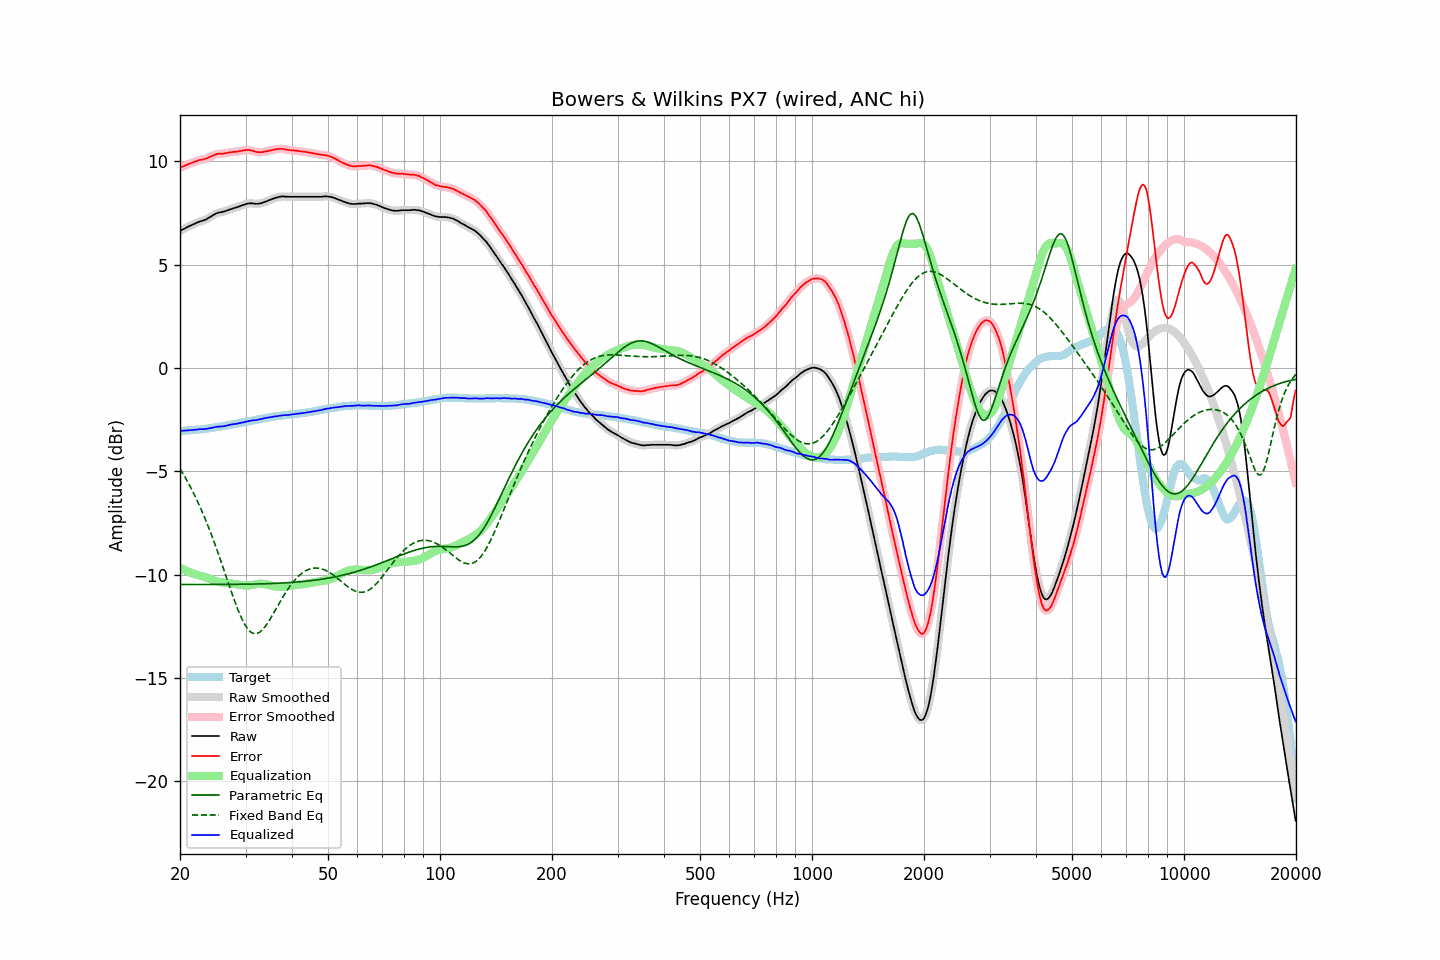 Bowers & Wilkins PX7 (wired, ANC hi)
Amplitude (dBr)
10
5
0
−5
−10
−15
−20
Target
Raw Smoothed
Error Smoothed
Raw
Error
Equalization
Parametric Eq
Fixed Band Eq
Equalized
20 50 100 200 500 1000 2000 5000 10000 20000
Frequency (Hz)